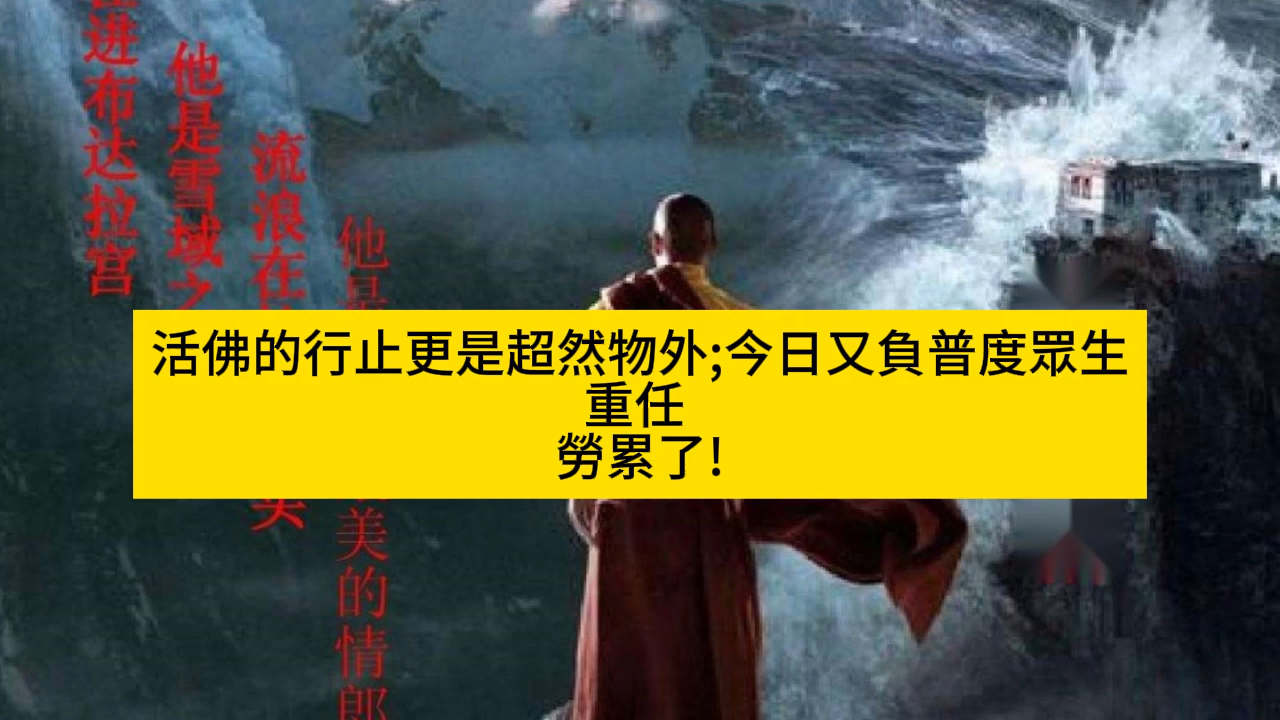 进布达拉宫
他是雪域之
流浪在
他是
美的情郎
活佛的行止更是超然物外;今日又負普度眾生
重任
勞累了!